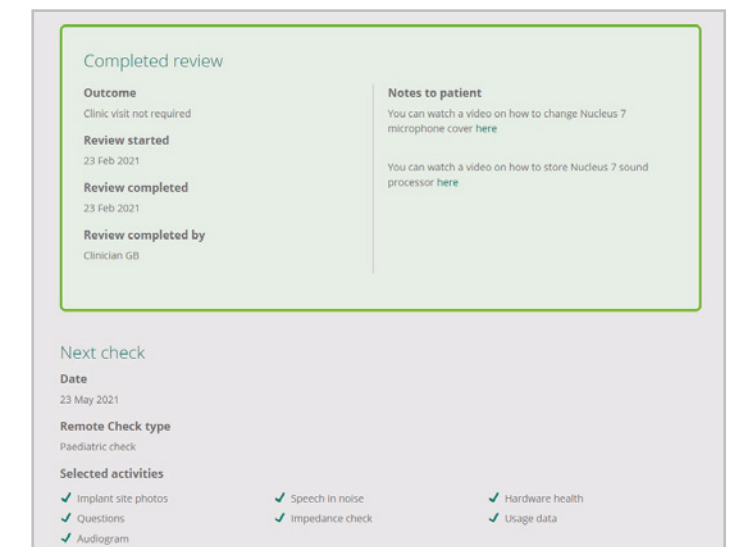 Completed review
Outcome
Clinic visit not required
Review started
23 Feb 2021
Review completed
23 Feb 2021
Review completed by
Clinician GB
Notes to patient
You can watch a video on how to change Nucleus 7
microphone cover here
You can watch a video on how to store Nucleus 7 sound
processor here
Next check
Date
23 May 2021
Remote Check type
Paediatric check
Selected activities
Implant site photos
Speech in noise
Hardware health
Questions
Impedance check
Usage data
Audiogram